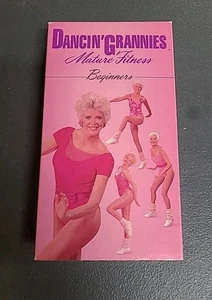 DANCIN' GRANNIES
Mature Fitness
Beginners